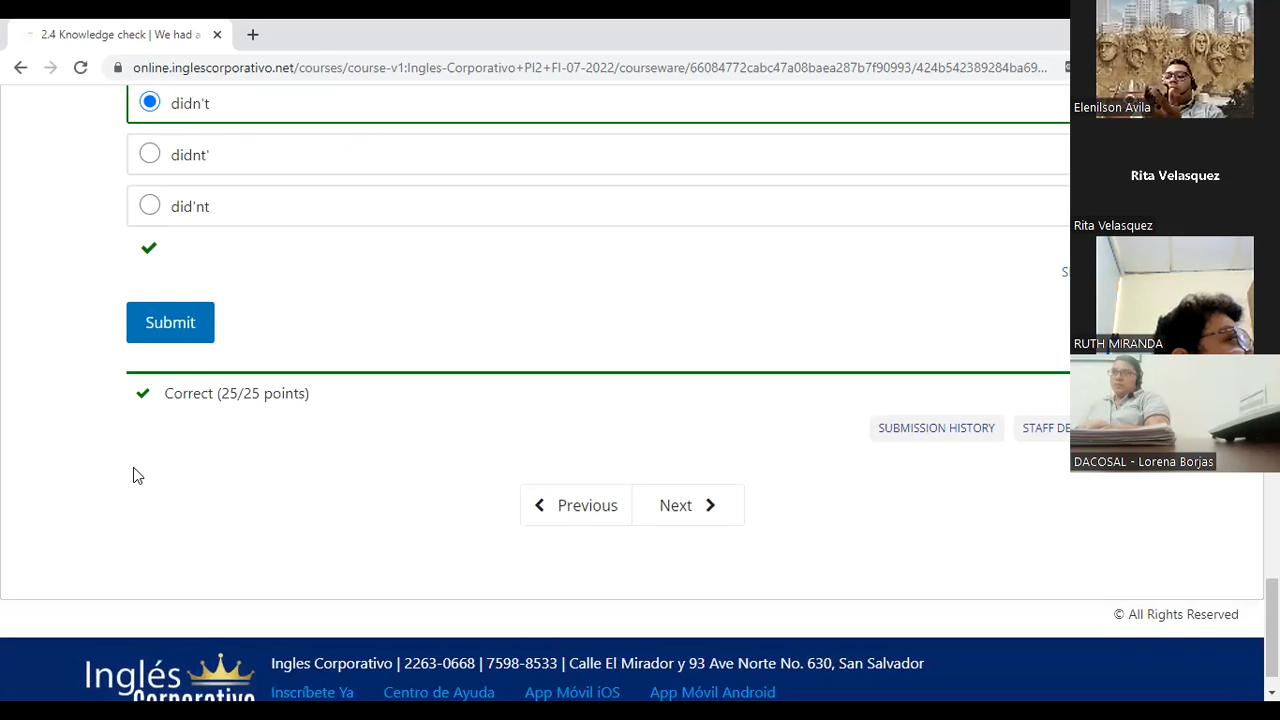 2.4 Knowledge check | We had a
online.inglescorporativo.net/courses/course-v1:Ingles-Corporativo+PI2+FI-07-2022/courseware/66084772cabc47a08baea287b7f90993/424b542389284ba69...
didn't
didnt'
did'nt
S
Submit
Correct (25/25 points)
SUBMISSION HISTORY
STAFF DE
Previous
Next
© All Rights Reserved
Inglés
Corporativo
Ingles Corporativo | 2263-0668 | 7598-8533 | Calle El Mirador y 93 Ave Norte No. 630, San Salvador
Inscríbete Ya
Centro de Ayuda
App Móvil iOS
App Móvil Android
Elenilson Avila
Rita Velasquez
Rita Velasquez
RUTH MIRANDA
DACOSAL - Lorena Borjas